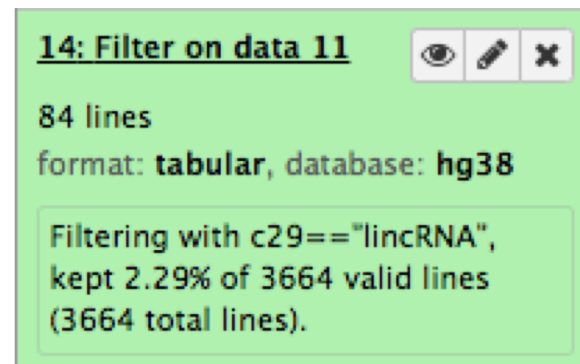 14: Filter on data 11
84 lines
format: tabular, database: hg38
Filtering with c29=="lincRNA",
kept 2.29% of 3664 valid lines
(3664 total lines).